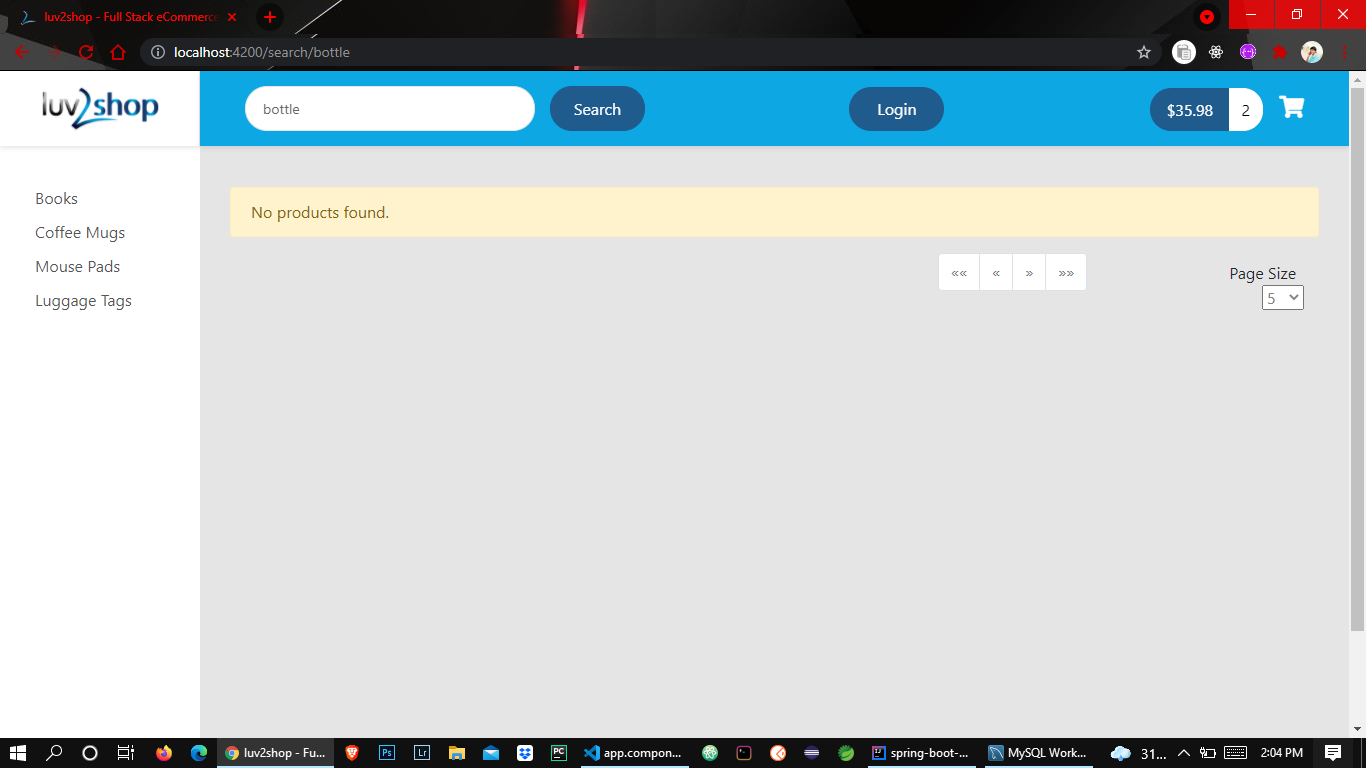 luv2shop - Full Stack eCommerce
localhost:4200/search/bottle
luv2shop
bottle
Search
Login
$35.98
2
Books
Coffee Mugs
Mouse Pads
Luggage Tags
No products found.
««
«
»
»»
Page Size
5
luv2shop - Fu...
Ps
Lr
PC
app.compon...
IJ
spring-boot-...
MySQL Work...
31...
2:04 PM